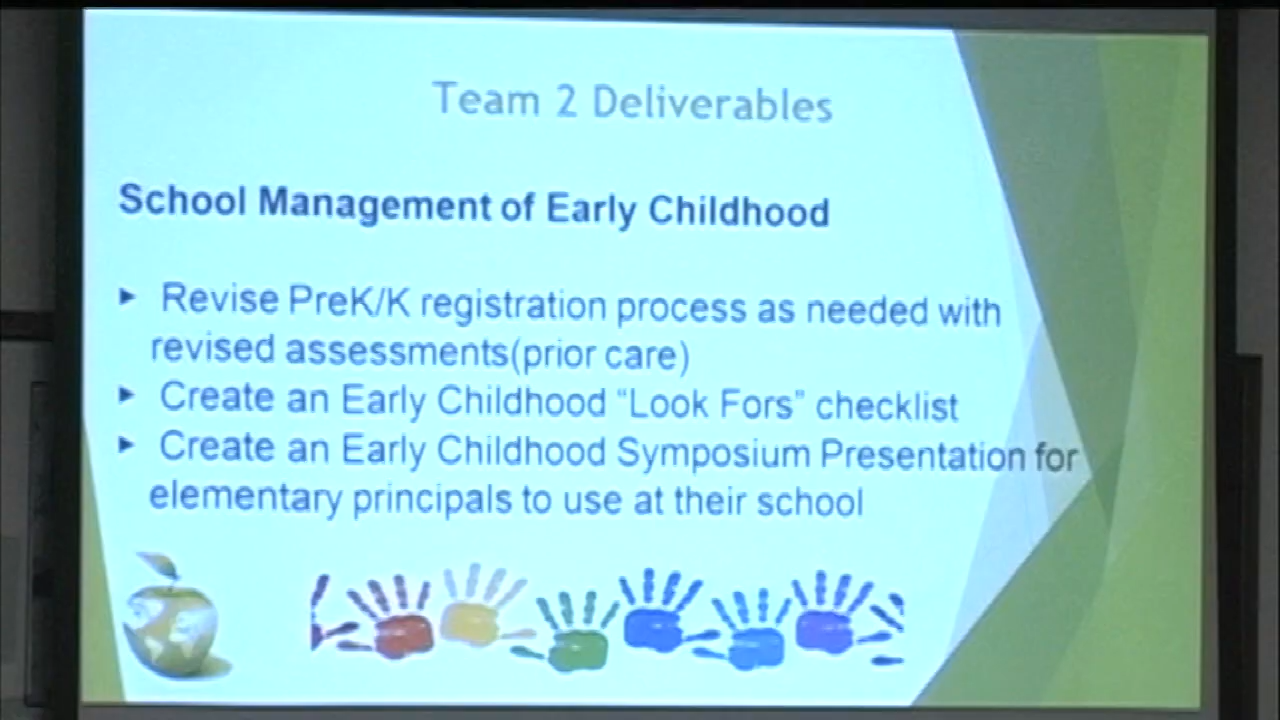 Team 2 Deliverables
School Management of Early Childhood
► Revise PreK/K registration process as needed with
revised assessments(prior care)
► Create an Early Childhood “Look Fors” checklist
► Create an Early Childhood Symposium Presentation for
elementary principals to use at their school